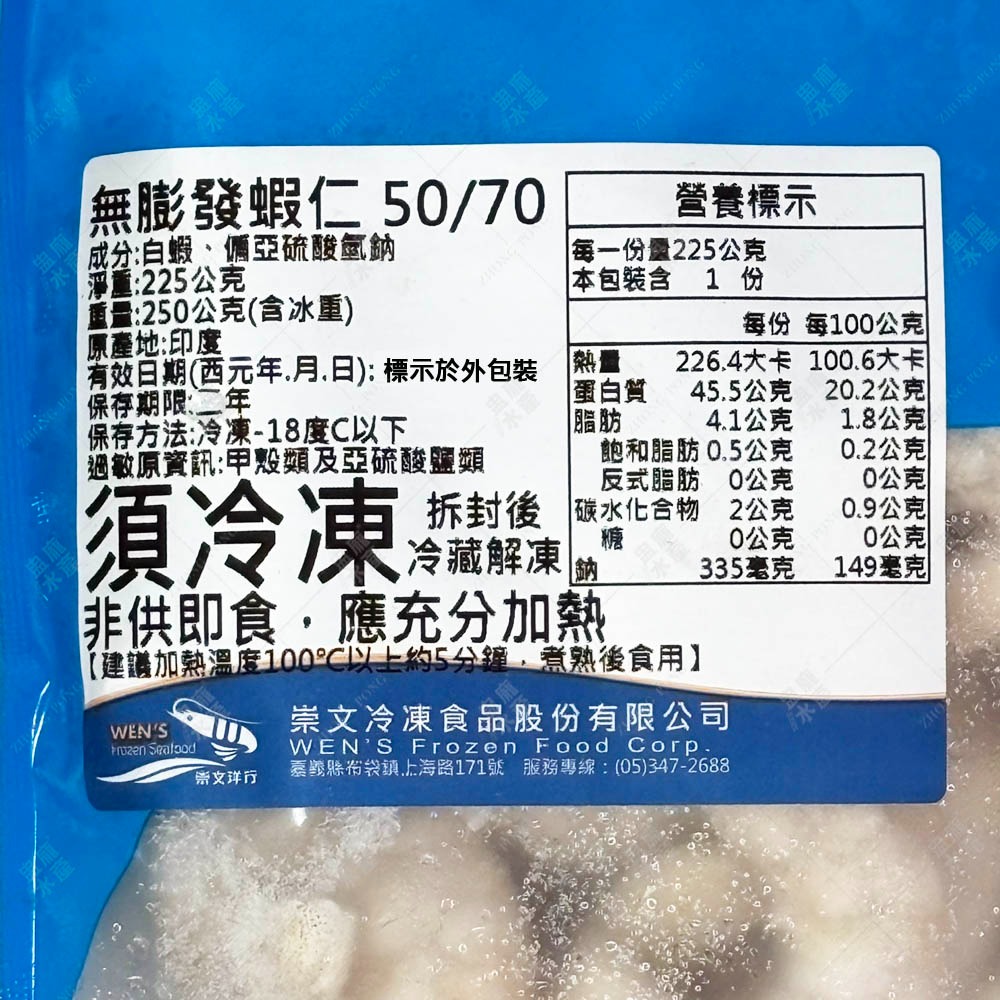 無膨發蝦仁 50/70
成分:白蝦、偏亞硫酸氫鈉
淨重:225公克
重量:250公克(含冰重)
原產地:印度
有效日期(西元年.月.日): 標示於外包裝
保存期限:二年
保存方法:冷凍-18度C以下
過敏原資訊:甲殼類及亞硫酸鹽類
須冷凍 拆封後
冷藏解凍
非供即食，應充分加熱
【建議加熱溫度100°C以上約5分鐘，煮熟後食用】
營養標示
每一份量225公克
本包裝含 1 份
每份 每100公克
熱量 226.4大卡 100.6大卡
蛋白質 45.5公克 20.2公克
脂肪 4.1公克 1.8公克
飽和脂肪 0.5公克 0.2公克
反式脂肪 0公克 0公克
碳水化合物 2公克 0.9公克
糖 0公克 0公克
鈉 335毫克 149毫克
WEN'S
Frozen Seafood
崇文洋行
崇文冷凍食品股份有限公司
WEN'S Frozen Food Corp.
嘉義縣布袋鎮上海路171號 服務專線：(05)347-2688